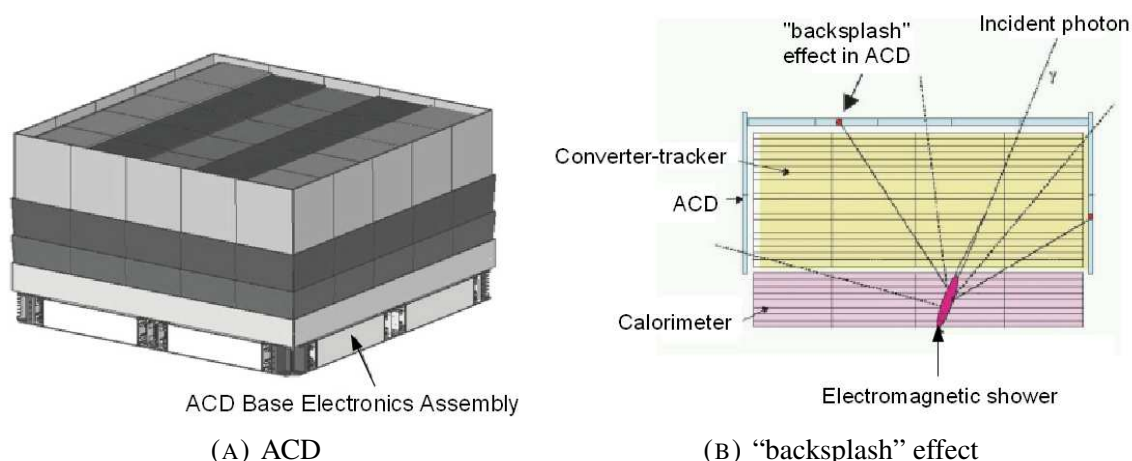 "backsplash"
effect in ACD
Incident photon
γ
Converter-tracker
ACD
Calorimeter
Electromagnetic shower
ACD Base Electronics Assembly
(A) ACD
(B) “backsplash” effect